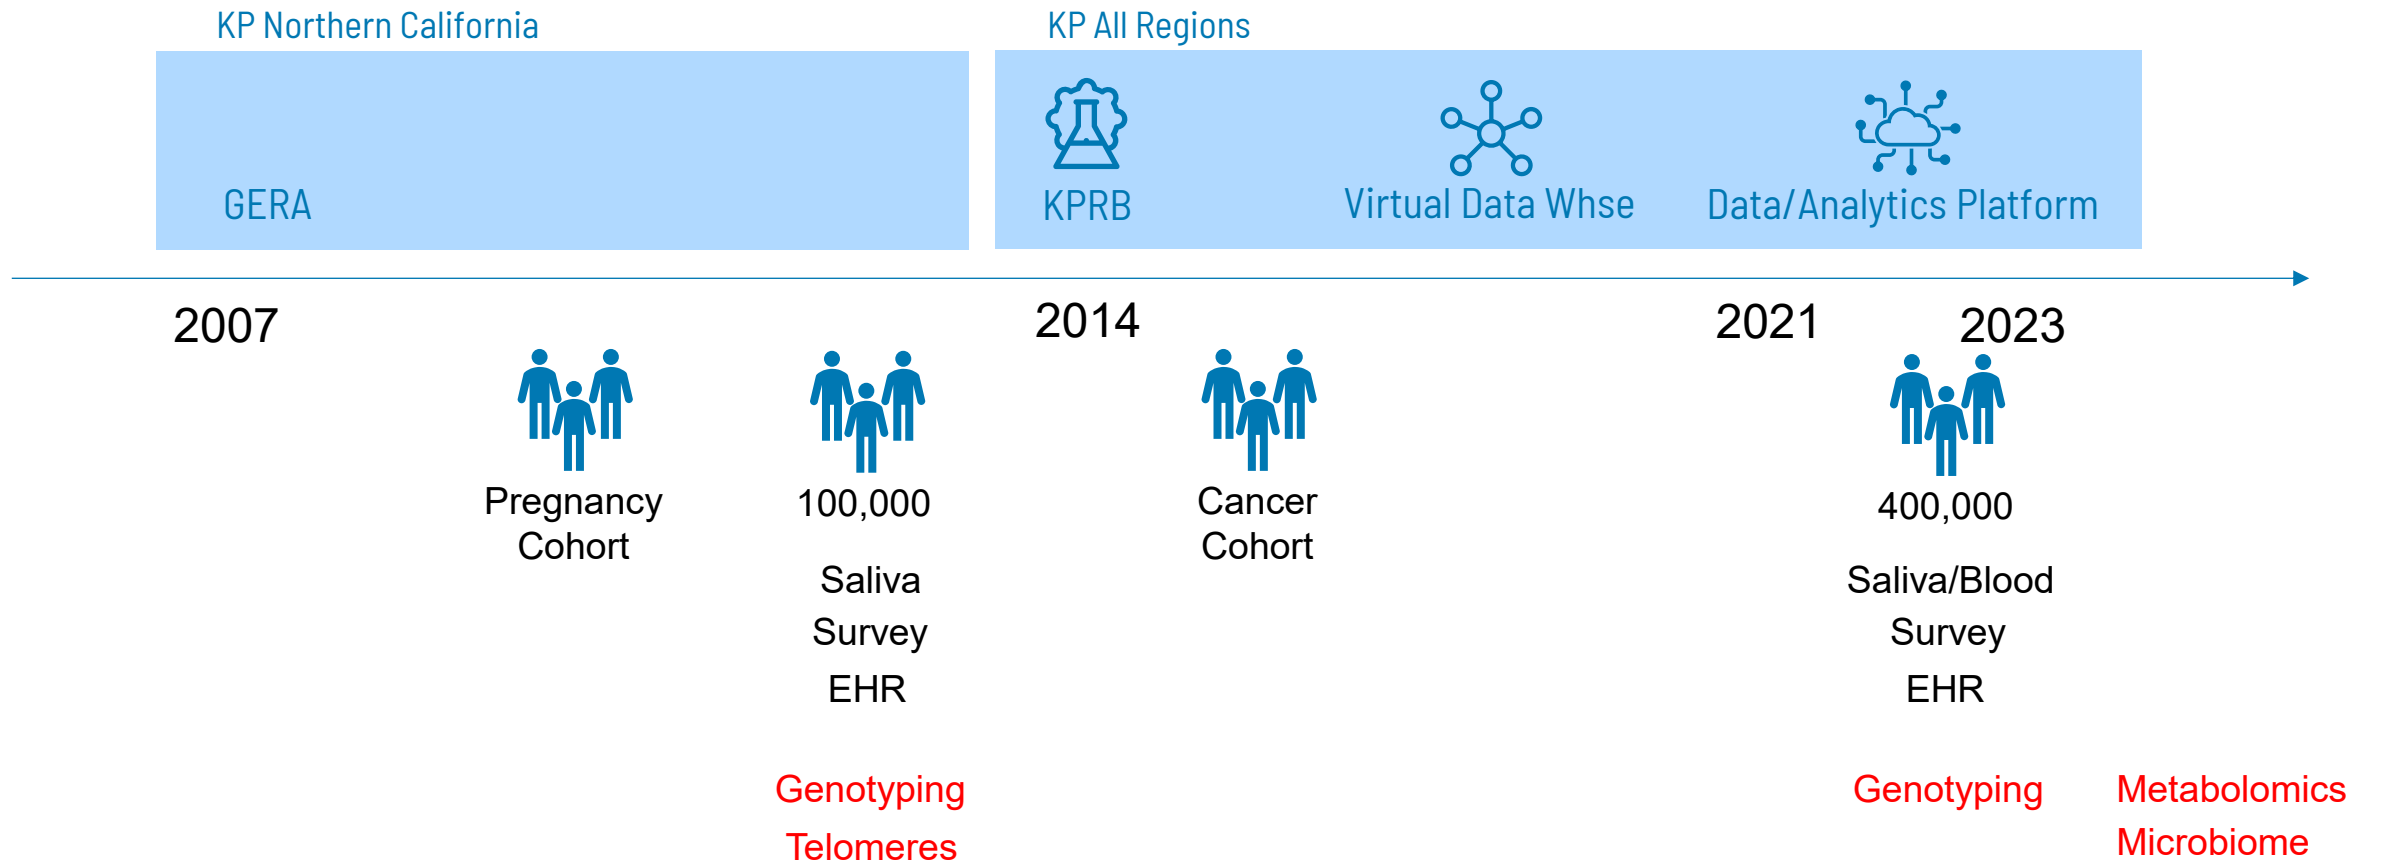 KP Northern California
KP All Regions
GERA
KPRB
Virtual Data Whse
Data/Analytics Platform
2007
2014
2021
2023
Pregnancy
Cohort
100,000
Saliva
Survey
EHR
Genotyping
Telomeres
Cancer
Cohort
400,000
Saliva/Blood
Survey
EHR
Genotyping
Metabolomics
Microbiome